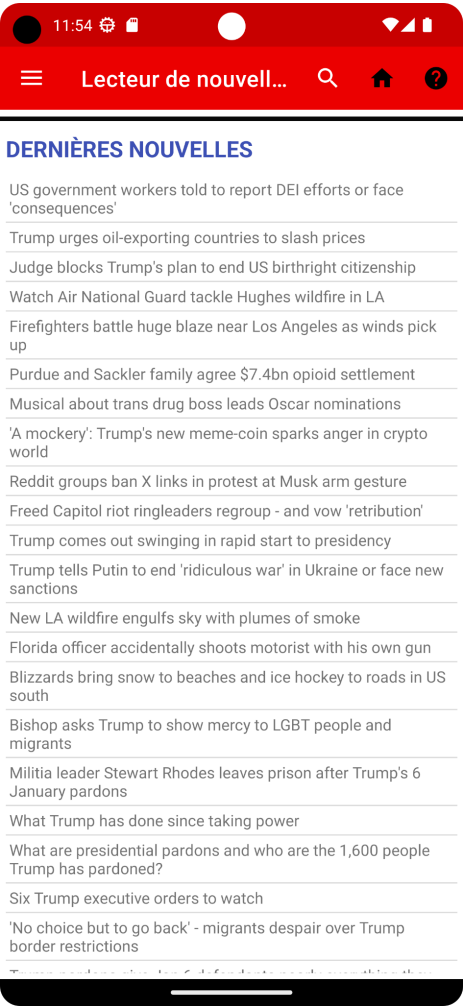 11:54
Lecteur de nouvell...
DERNIÈRES NOUVELLES
US government workers told to report DEI efforts or face
'consequences'
Trump urges oil-exporting countries to slash prices
Judge blocks Trump's plan to end US birthright citizenship
Watch Air National Guard tackle Hughes wildfire in LA
Firefighters battle huge blaze near Los Angeles as winds pick
up
Purdue and Sackler family agree $7.4bn opioid settlement
Musical about trans drug boss leads Oscar nominations
'A mockery': Trump's new meme-coin sparks anger in crypto
world
Reddit groups ban X links in protest at Musk arm gesture
Freed Capitol riot ringleaders regroup - and vow 'retribution'
Trump comes out swinging in rapid start to presidency
Trump tells Putin to end 'ridiculous war' in Ukraine or face new
sanctions
New LA wildfire engulfs sky with plumes of smoke
Florida officer accidentally shoots motorist with his own gun
Blizzards bring snow to beaches and ice hockey to roads in US
south
Bishop asks Trump to show mercy to LGBT people and
migrants
Militia leader Stewart Rhodes leaves prison after Trump's 6
January pardons
What Trump has done since taking power
What are presidential pardons and who are the 1,600 people
Trump has pardoned?
Six Trump executive orders to watch
'No choice but to go back' - migrants despair over Trump
border restrictions